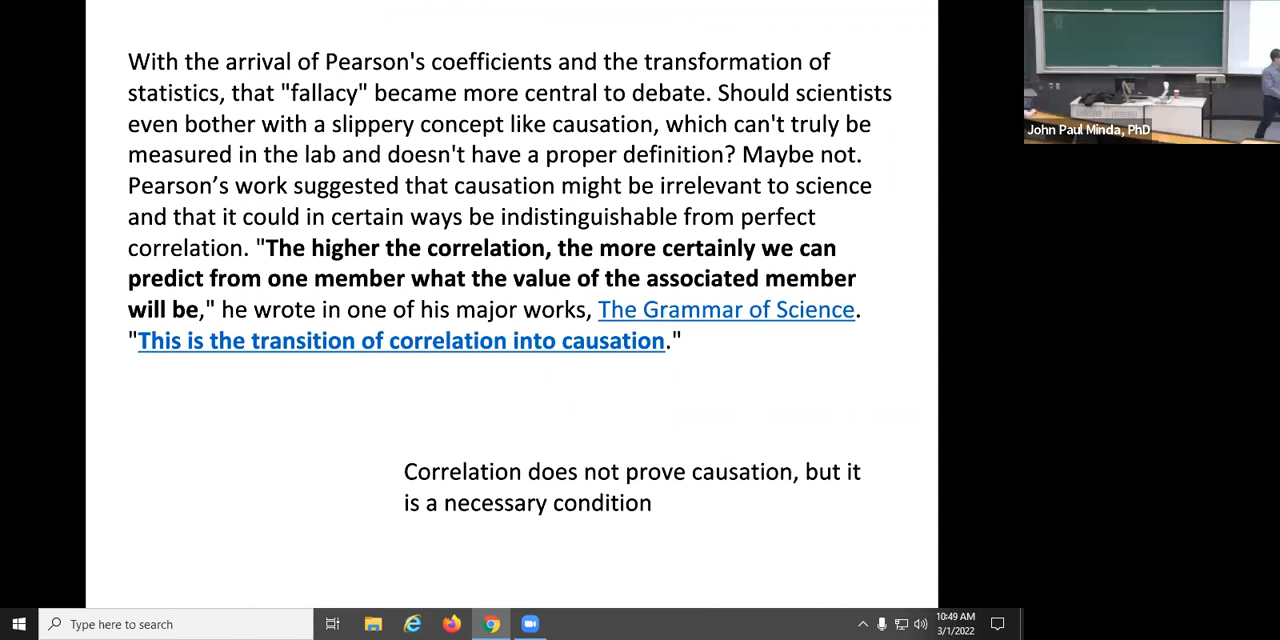 With the arrival of Pearson's coefficients and the transformation of
statistics, that "fallacy" became more central to debate. Should scientists
even bother with a slippery concept like causation, which can't truly be
measured in the lab and doesn't have a proper definition? Maybe not.
Pearson’s work suggested that causation might be irrelevant to science
and that it could in certain ways be indistinguishable from perfect
correlation. "The higher the correlation, the more certainly we can
predict from one member what the value of the associated member
will be," he wrote in one of his major works, The Grammar of Science.
"This is the transition of correlation into causation."
Correlation does not prove causation, but it
is a necessary condition
John Paul Minda, PhD
Type here to search
10:49 AM
3/1/2022